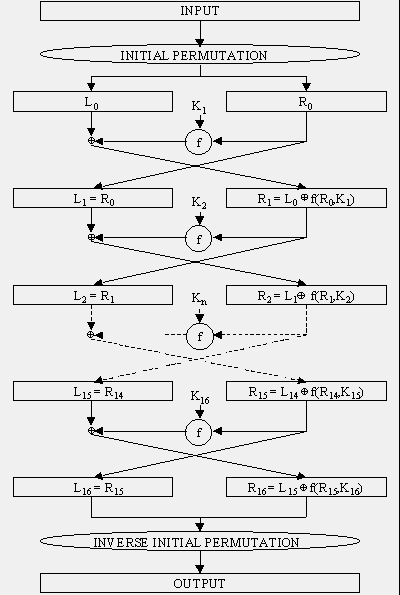 INPUT
INITIAL PERMUTATION
L₀ R₀
K₁
⊕ f
L₁ = R₀ R₁ = L₀ ⊕ f(R₀,K₁)
K₂
⊕ f
L₂ = R₁ R₂ = L₁⊕ f(R₁,K₂)
Kₙ
⊕ f
L₁₅ = R₁₄ R₁₅ = L₁₄ ⊕ f(R₁₄,K₁₅)
K₁₆
⊕ f
L₁₆ = R₁₅ R₁₆ = L₁₅ ⊕ f(R₁₅,K₁₆)
INVERSE INITIAL PERMUTATION
OUTPUT